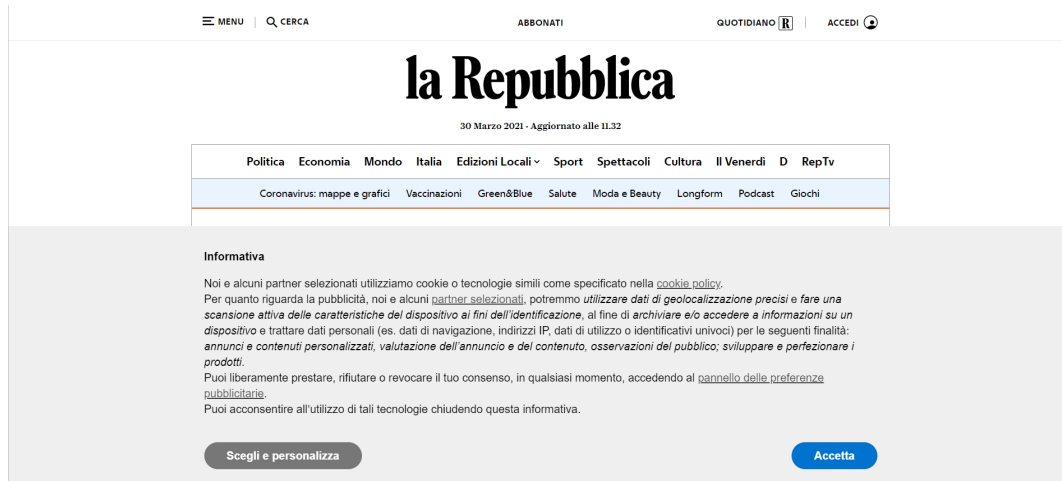 MENU CERCA ABBONATI QUOTIDIANO R ACCEDI
la Repubblica
30 Marzo 2021 - Aggiornato alle 11.32
Politica Economia Mondo Italia Edizioni Locali Sport Spettacoli Cultura Il Venerdì D RepTv
Coronavirus: mappe e grafici Vaccinazioni Green&Blue Salute Moda e Beauty Longform Podcast Giochi
Informativa
Noi e alcuni partner selezionati utilizziamo cookie o tecnologie simili come specificato nella cookie policy.
Per quanto riguarda la pubblicità, noi e alcuni partner selezionati, potremmo utilizzare dati di geolocalizzazione precisi e fare una
scansione attiva delle caratteristiche del dispositivo ai fini dell'identificazione, al fine di archiviare e/o accedere a informazioni su un
dispositivo e trattare dati personali (es. dati di navigazione, indirizzi IP, dati di utilizzo o identificativi univoci) per le seguenti finalità:
annunci e contenuti personalizzati, valutazione dell'annuncio e del contenuto, osservazioni del pubblico; sviluppare e perfezionare i
prodotti.
Puoi liberamente prestare, rifiutare o revocare il tuo consenso, in qualsiasi momento, accedendo al pannello delle preferenze
pubblicitarie.
Puoi acconsentire all'utilizzo di tali tecnologie chiudendo questa informativa.
Scegli e personalizza Accetta